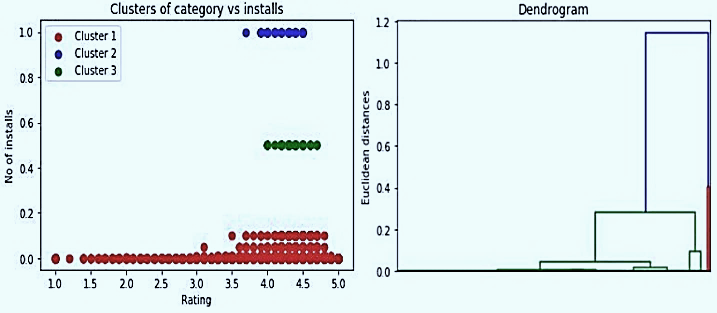 Clusters of category vs installs
Cluster 1
Cluster 2
Cluster 3
No of installs
1.0
0.8
0.6
0.4
0.2
0.0
1.0 1.5 2.0 2.5 3.0 3.5 4.0 4.5 5.0
Rating
Dendrogram
Euclidean distances
1.2
1.0
0.8
0.6
0.4
0.2
0.0